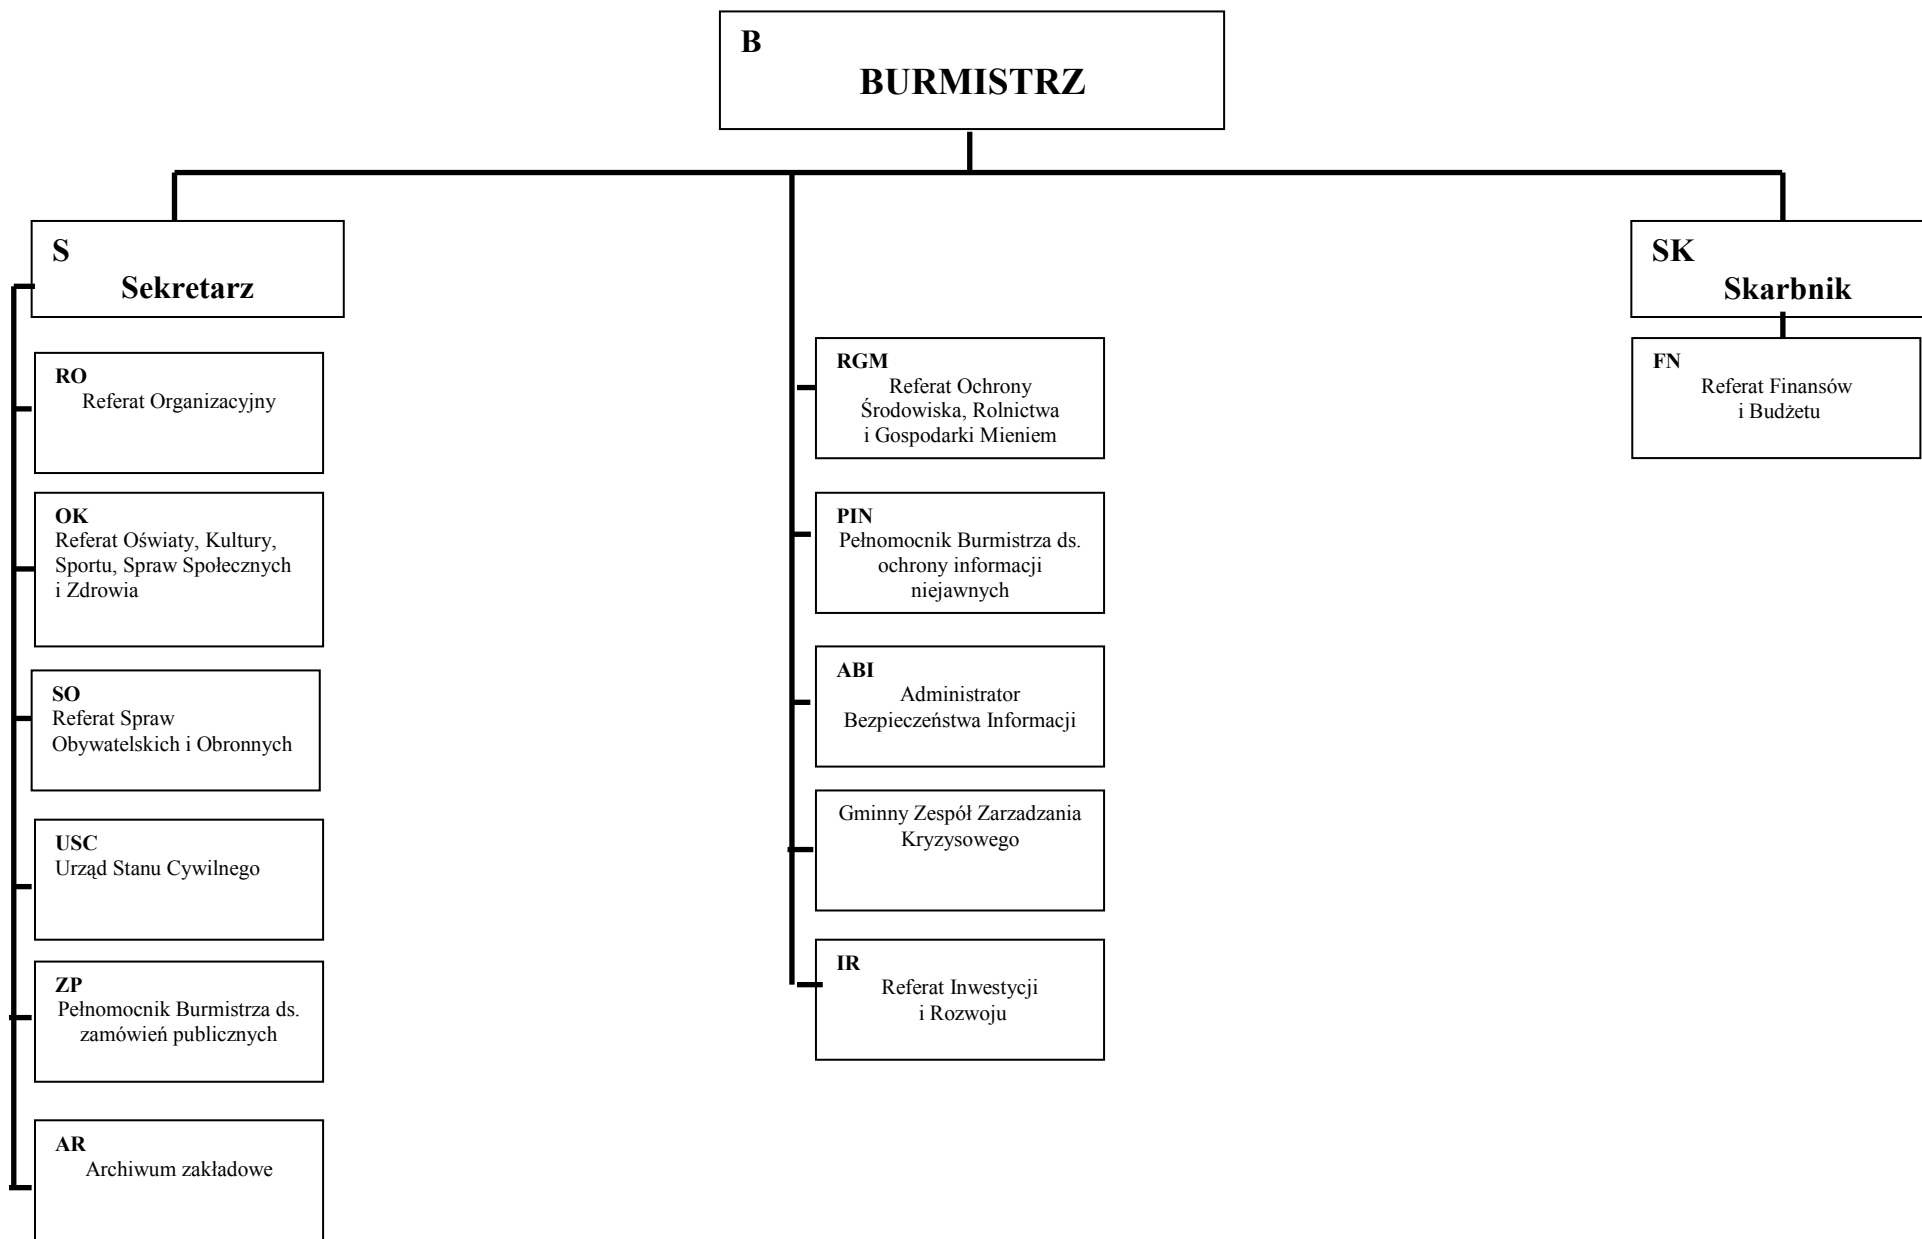 B
BURMISTRZ
S
Sekretarz
RO
Referat Organizacyjny
OK
Referat Oświaty, Kultury,
Sportu, Spraw Społecznych
i Zdrowia
SO
Referat Spraw
Obywatelskich i Obronnych
USC
Urząd Stanu Cywilnego
ZP
Pełnomocnik Burmistrza ds.
zamówień publicznych
AR
Archiwum zakładowe
RGM
Referat Ochrony
Środowiska, Rolnictwa
i Gospodarki Mieniem
PIN
Pełnomocnik Burmistrza ds.
ochrony informacji
niejawnych
ABI
Administrator
Bezpieczeństwa Informacji
Gminny Zespół Zarzadzania
Kryzysowego
IR
Referat Inwestycji
i Rozwoju
SK
Skarbnik
FN
Referat Finansów
i Budżetu